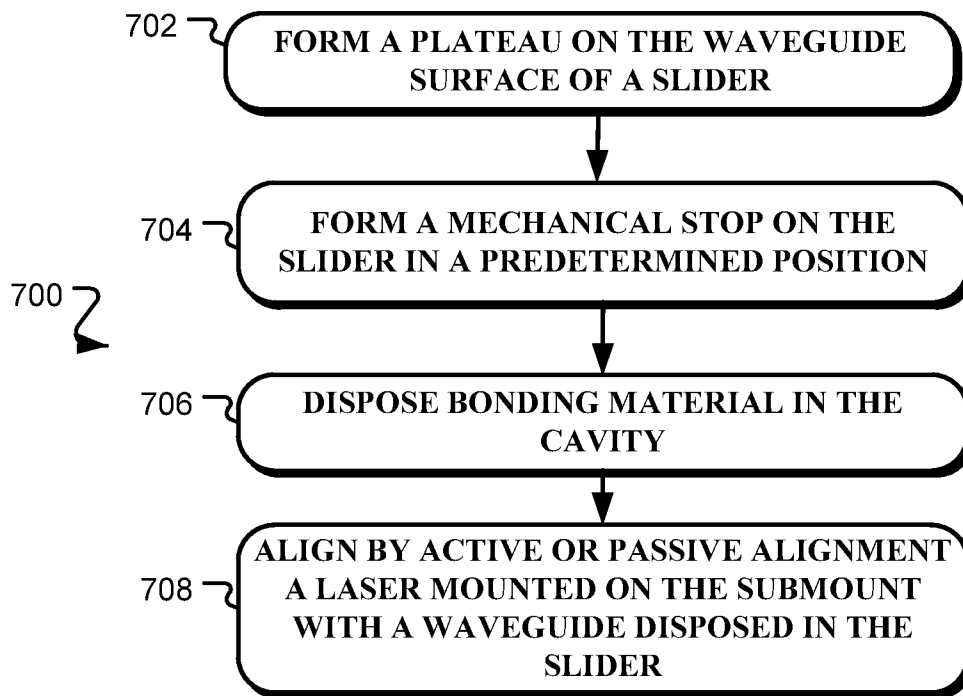 702
FORM A PLATEAU ON THE WAVEGUIDE
SURFACE OF A SLIDER
704
FORM A MECHANICAL STOP ON THE
SLIDER IN A PREDETERMINED POSITION
700
706
DISPOSE BONDING MATERIAL IN THE
CAVITY
708
ALIGN BY ACTIVE OR PASSIVE ALIGNMENT
A LASER MOUNTED ON THE SUBMOUNT
WITH A WAVEGUIDE DISPOSED IN THE
SLIDER